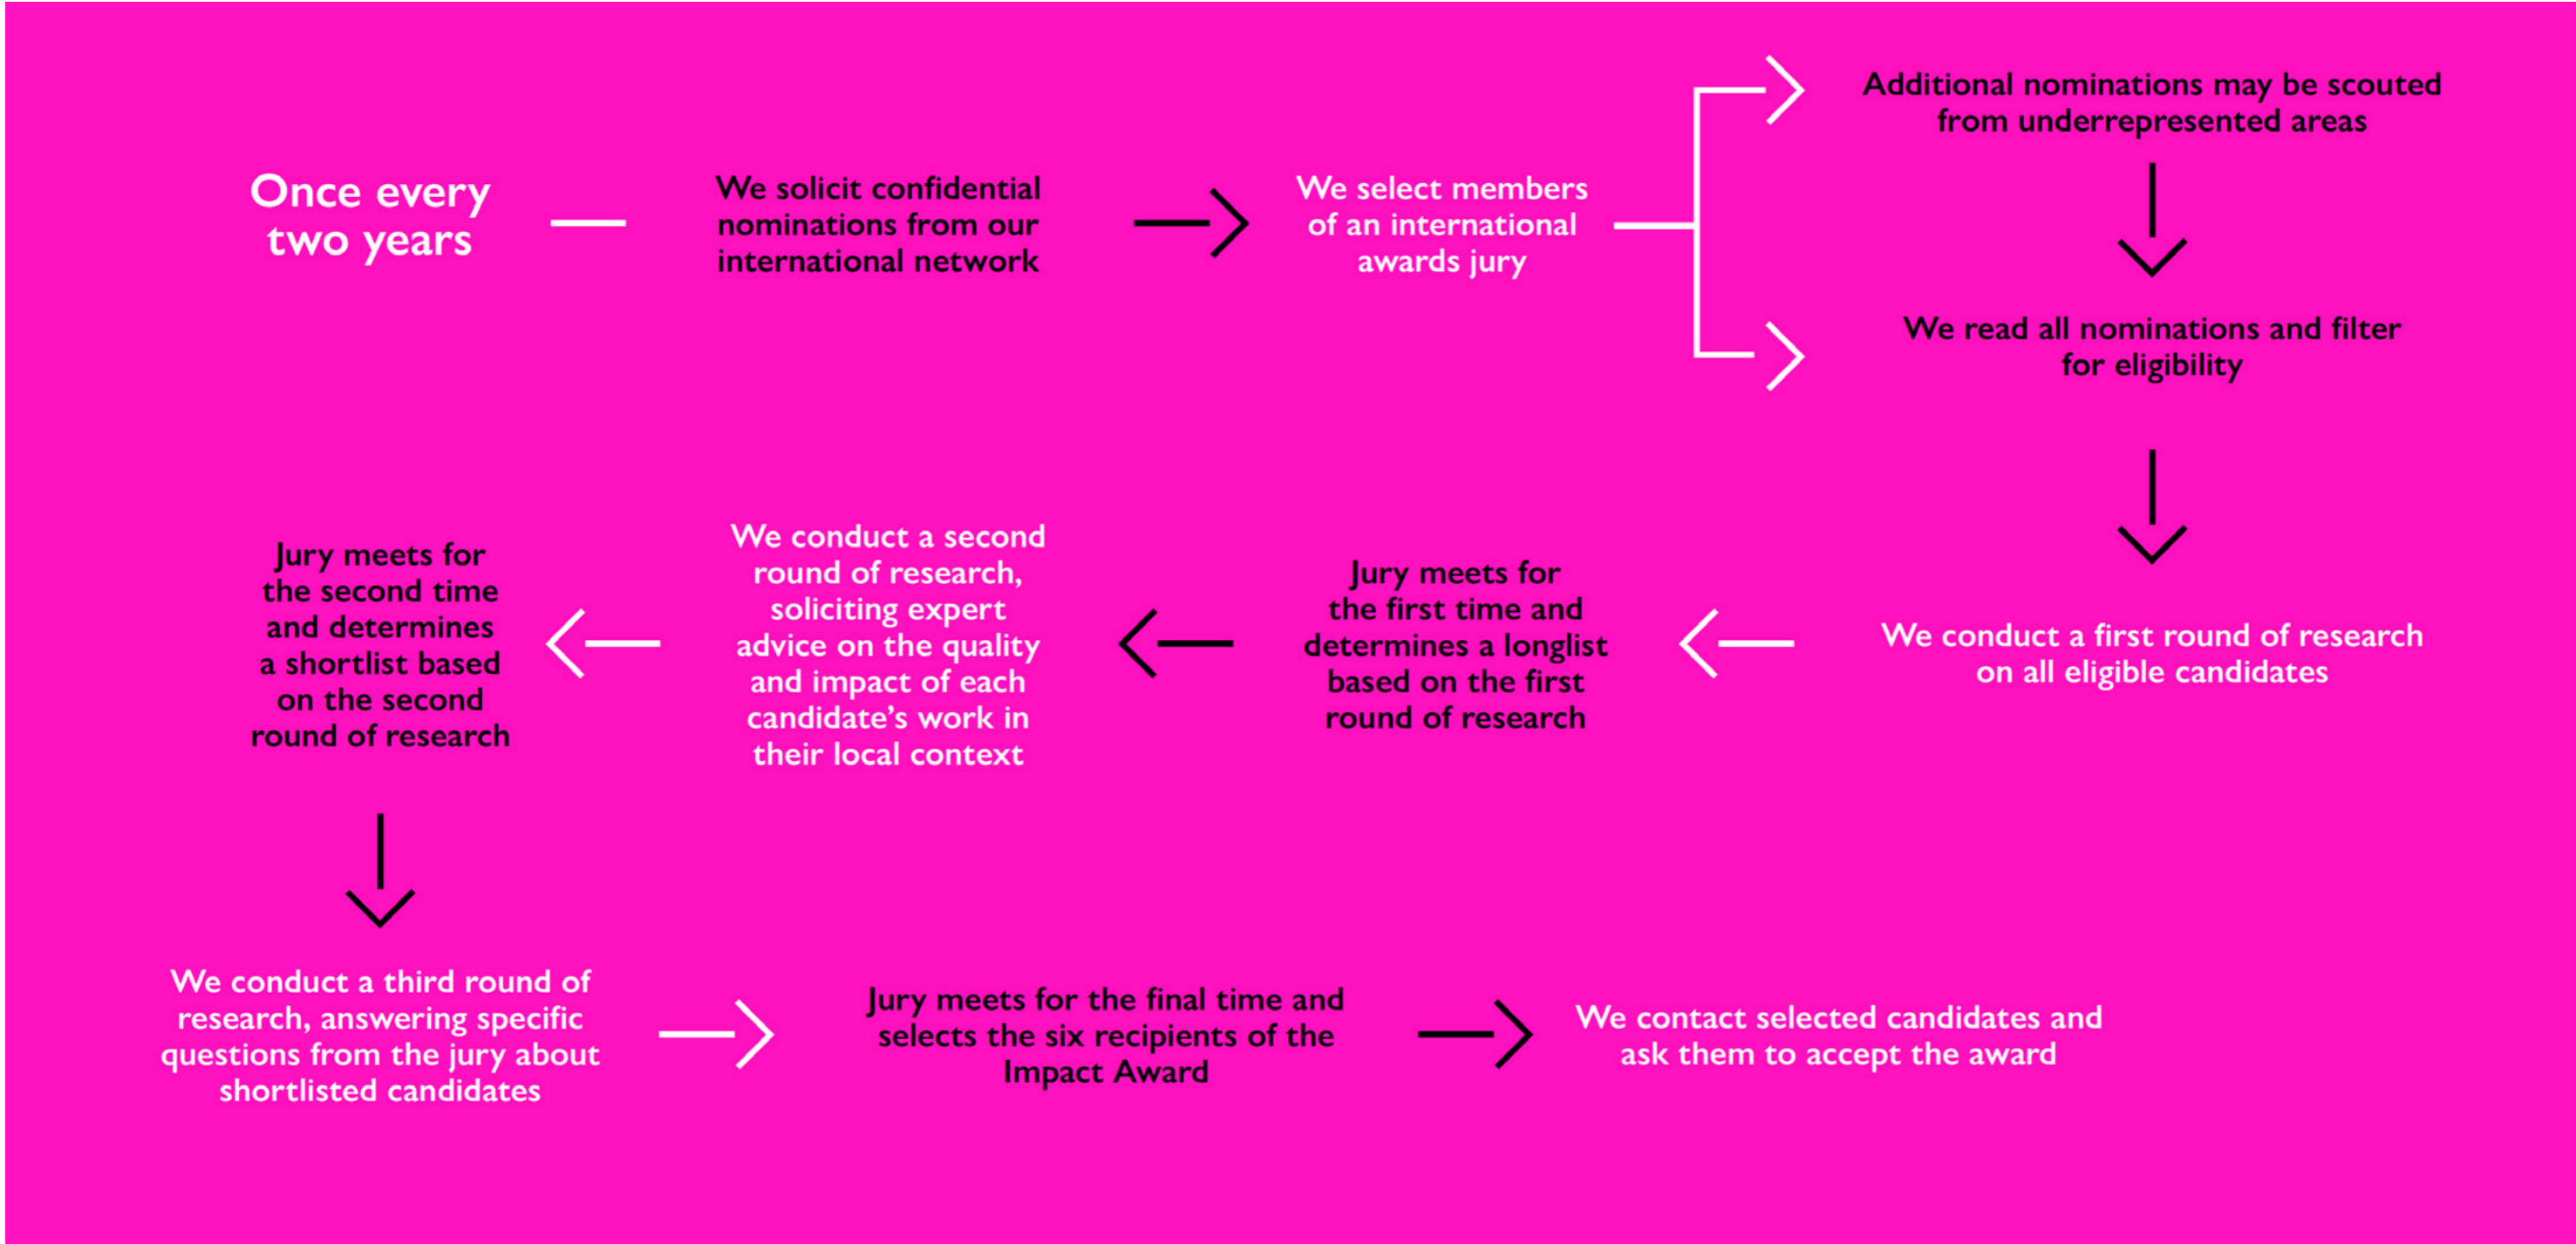 Once every
two years
We solicit confidential
nominations from our
international network
We select members
of an international
awards jury
Additional nominations may be scouted
from underrepresented areas
We read all nominations and filter
for eligibility
We conduct a first round of research
on all eligible candidates
Jury meets for
the first time and
determines a longlist
based on the first
round of research
We conduct a second
round of research,
soliciting expert
advice on the quality
and impact of each
candidate’s work in
their local context
Jury meets for
the second time
and determines
a shortlist based
on the second
round of research
We conduct a third round of
research, answering specific
questions from the jury about
shortlisted candidates
Jury meets for the final time and
selects the six recipients of the
Impact Award
We contact selected candidates and
ask them to accept the award